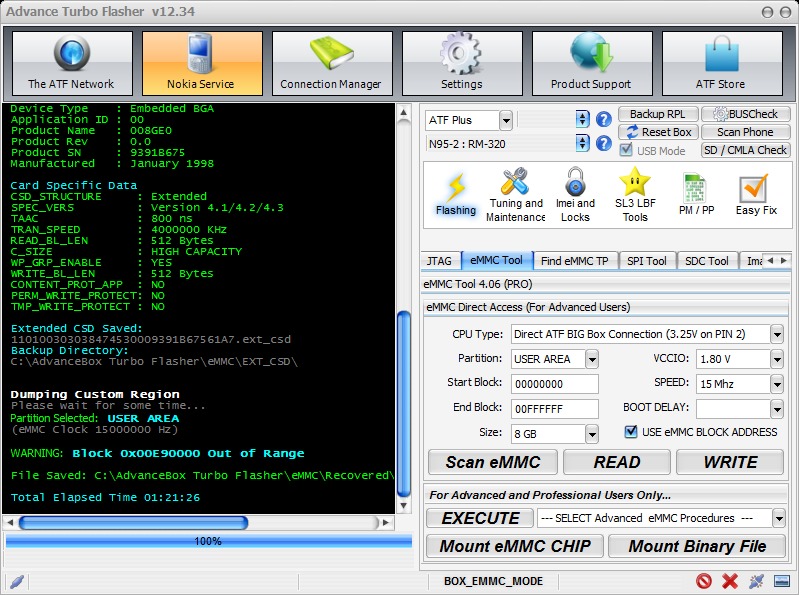 Advance Turbo Flasher v12.34
The ATF Network
Nokia Service
Connection Manager
Settings
Product Support
ATF Store
Device Type : Embedded BGA
Application ID : 00
Product Name : 008GE0
Product Rev : 0.0
Product SN : 9391B675
Manufactured : January 1998
Card Specific Data
CSD_STRUCTURE : Extended
SPEC_VERS : Version 4.1/4.2/4.3
TAAC : 800 ns
TRAN_SPEED : 4000000 KHz
READ_BL_LEN : 512 Bytes
C_SIZE : HIGH CAPACITY
WP_GRP_ENABLE : YES
WRITE_BL_LEN : 512 Bytes
CONTENT_PROT_APP : NO
PERM_WRITE_PROTECT: NO
TMP_WRITE_PROTECT : NO
Extended CSD Saved:
110100303038474530009391B67561A7.ext_csd
Backup Directory:
C:\AdvanceBox Turbo Flasher\eMMC\EXT_CSD\
Dumping Custom Region
Please wait for some time...
Partition Selected: USER AREA
(eMMC Clock 15000000 Hz)
WARNING: Block 0x00E90000 Out of Range
File Saved: C:\AdvanceBox Turbo Flasher\eMMC\Recovered\
Total Elapsed Time 01:21:26
100%
ATF Plus
Backup RPL
BUSCheck
Reset Box
Scan Phone
N95-2 : RM-320
USB Mode
SD / CMLA Check
Flashing
Tuning and Maintenance
Imei and Locks
SL3 LBF Tools
PM / PP
Easy Fix
JTAG
eMMC Tool
Find eMMC TP
SPI Tool
SDC Tool
Ima
eMMC Tool 4.06 (PRO)
eMMC Direct Access (For Advanced Users)
CPU Type: Direct ATF BIG Box Connection (3.25V on PIN 2)
Partition: USER AREA
VCCIO: 1.80 V
Start Block: 00000000
SPEED: 15 Mhz
End Block: 00FFFFFF
BOOT DELAY:
Size: 8 GB
USE eMMC BLOCK ADDRESS
Scan eMMC
READ
WRITE
For Advanced and Professional Users Only...
EXECUTE
--- SELECT Advanced eMMC Procedures ---
Mount eMMC CHIP
Mount Binary File
BOX_EMMC_MODE